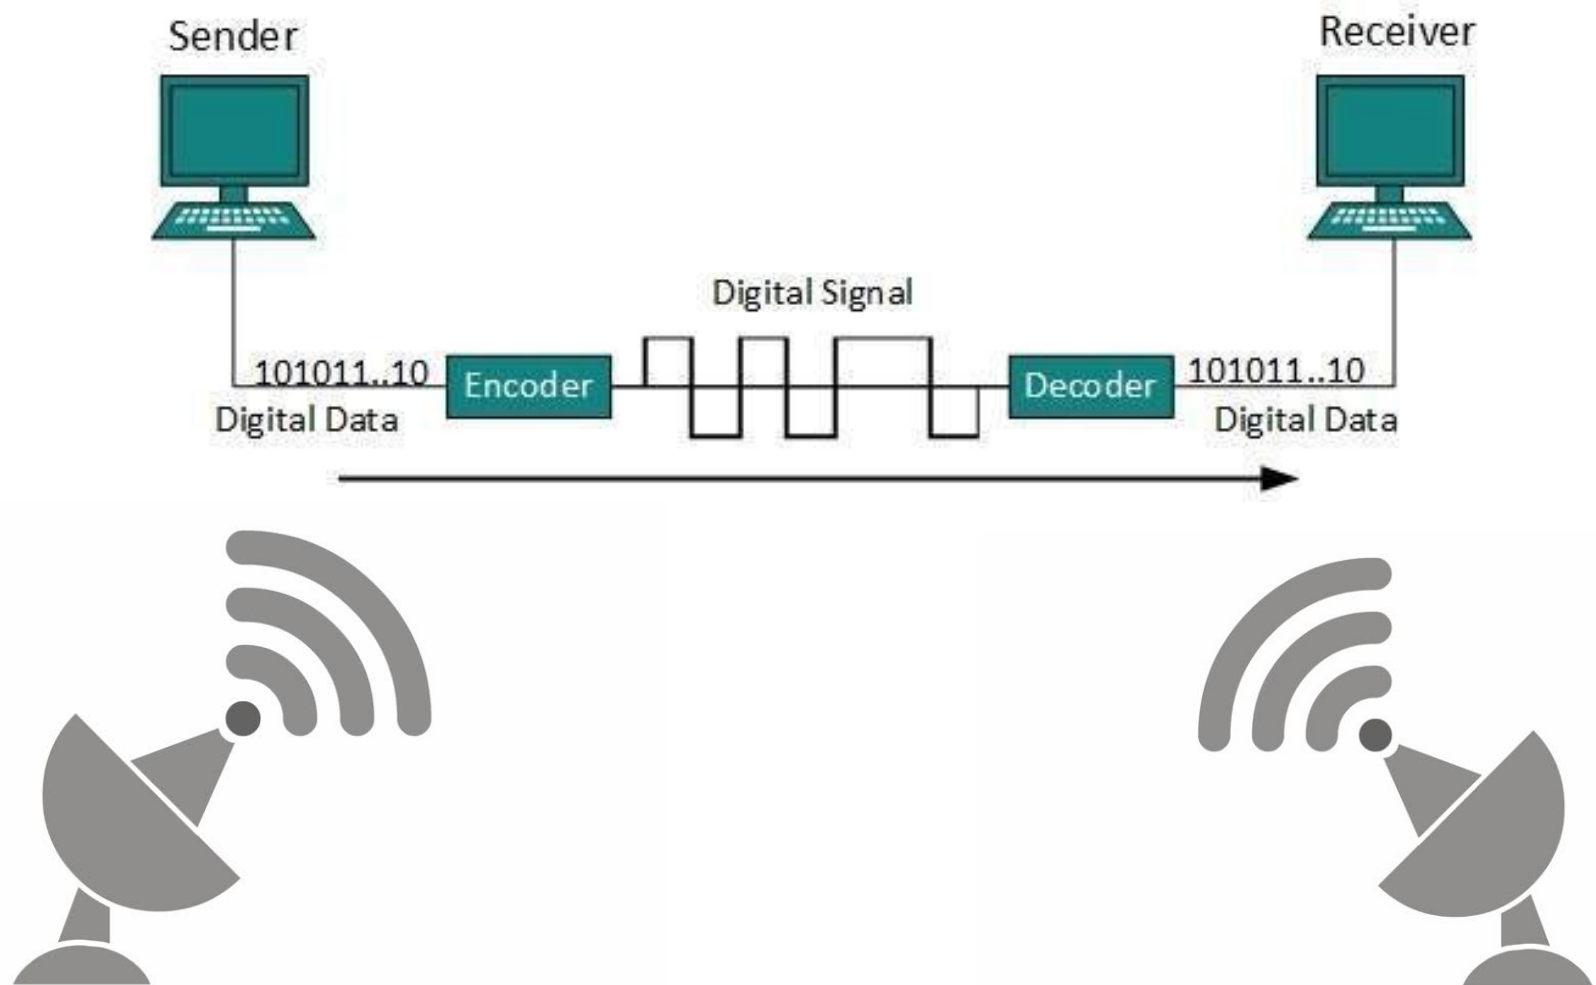 Sender
Receiver
Digital Signal
101011..10
Encoder
Decoder
101011..10
Digital Data
Digital Data